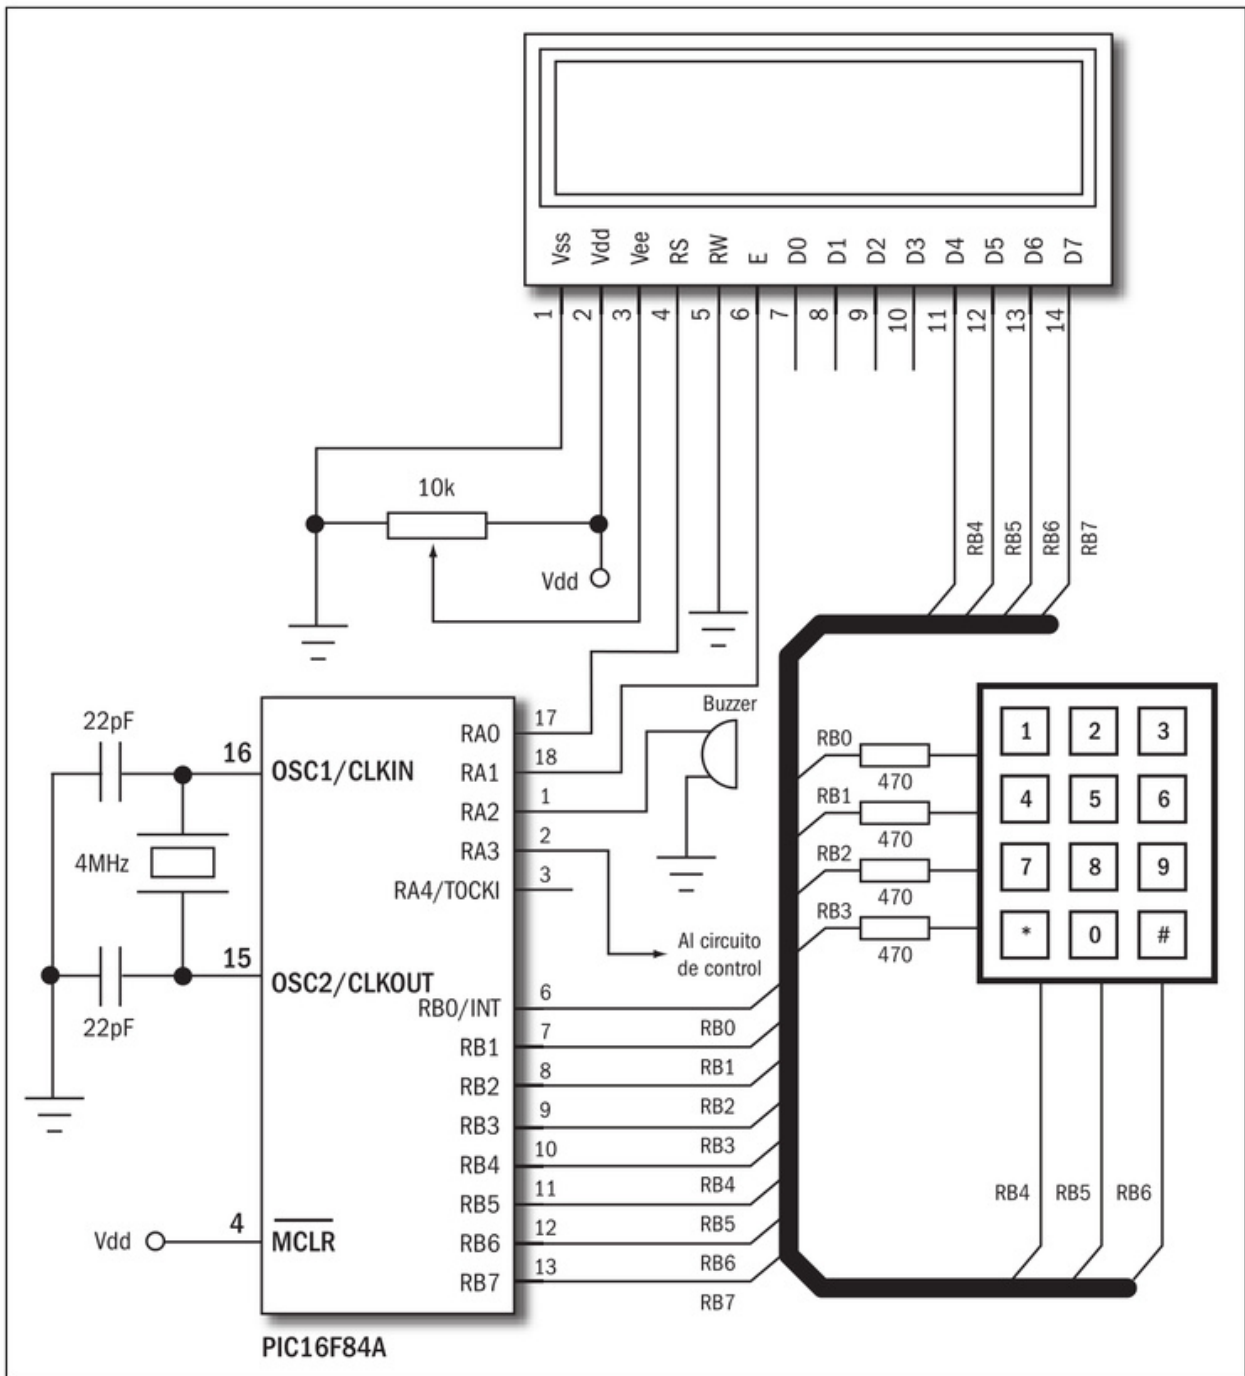 Vss
Vdd
Vee
RS
RW
E
D0
D1
D2
D3
D4
D5
D6
D7
1
2
3
4
5
6
7
8
9
10
11
12
13
14
10k
Vdd
RB4
RB5
RB6
RB7
22pF
16
OSC1/CLKIN
4MHz
15
OSC2/CLKOUT
22pF
Vdd
4
MCLR
RA0
17
RA1
18
RA2
1
RA3
2
RA4/TOCKI
3
RB0/INT
6
RB1
7
RB2
8
RB3
9
RB4
10
RB5
11
RB6
12
RB7
13
PIC16F84A
Buzzer
Al circuito
de control
RB0
RB1
RB2
RB3
RB4
RB5
RB6
RB7
RB0
470
RB1
470
RB2
470
RB3
470
1 2 3
4 5 6
7 8 9
* 0 #
RB4
RB5
RB6